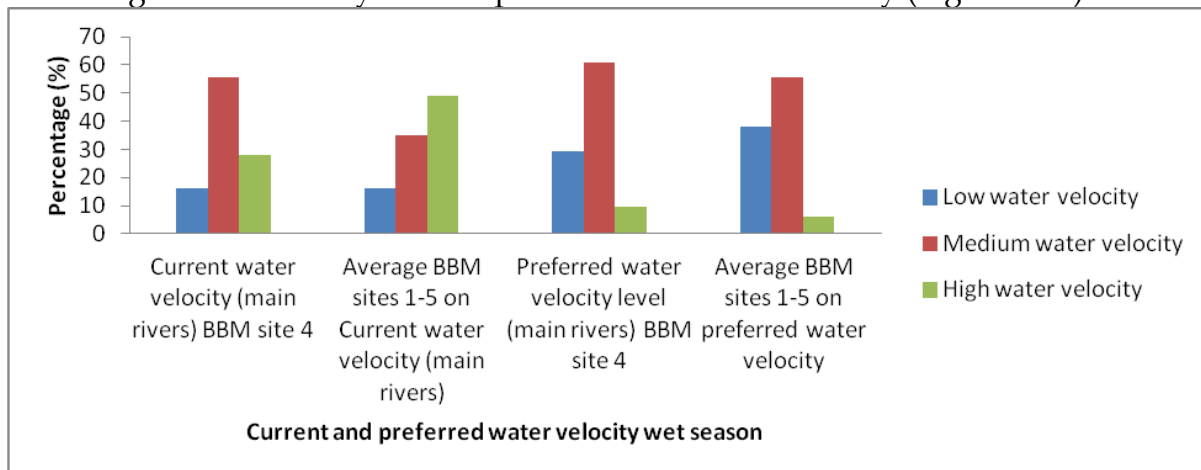 Percentage (%)
70
60
50
40
30
20
10
0
Current water
velocity (main
rivers) BBM site 4
Average BBM
sites 1-5 on
Current water
velocity (main
rivers)
Preferred water
velocity level
(main rivers) BBM
site 4
Average BBM
sites 1-5 on
preferred water
velocity
Current and preferred water velocity wet season
Low water velocity
Medium water velocity
High water velocity